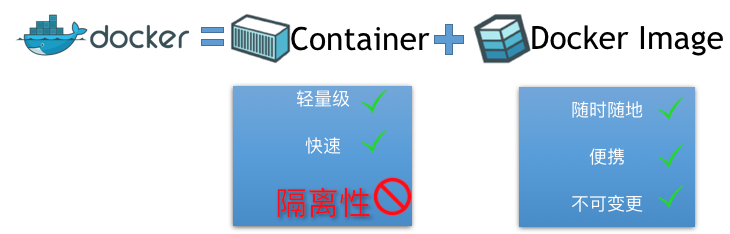 docker = Container + Docker Image
轻量级
快速
隔离性
随时随地
便携
不可变更